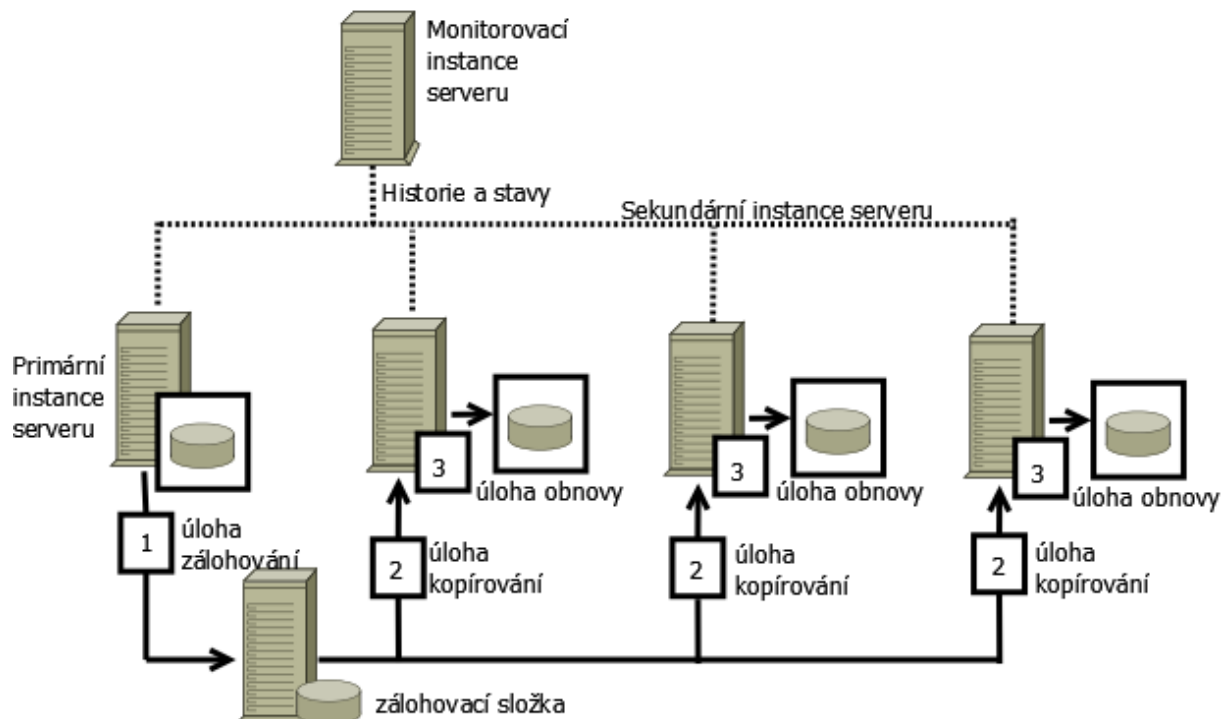 Monitorovací
instance
serveru
Historie a stavy
Sekundární instance serveru
Primární
instance
serveru
3
úloha obnovy
3
úloha obnovy
3
úloha obnovy
1
úloha
zálohování
2
úloha
kopírování
2
úloha
kopírování
2
úloha
kopírování
zálohovací složka